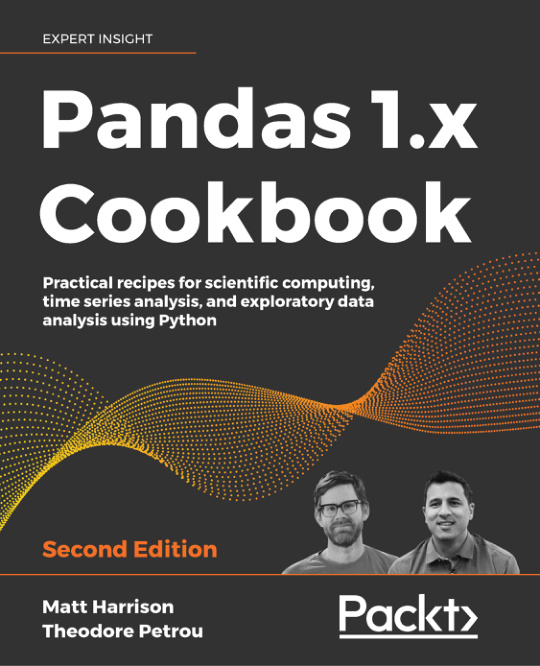 EXPERT INSIGHT
Pandas 1.x
Cookbook
Practical recipes for scientific computing,
time series analysis, and exploratory data
analysis using Python
Second Edition
Matt Harrison
Theodore Petrou
Packt>